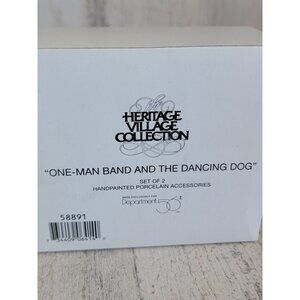 The
HERITAGE
VILLAGE
COLLECTION
"ONE-MAN BAND AND THE DANCING DOG"
SET OF 2
HANDPAINTED PORCELAIN ACCESSORIES
MADE EXCLUSIVELY FOR
Department 56
58891